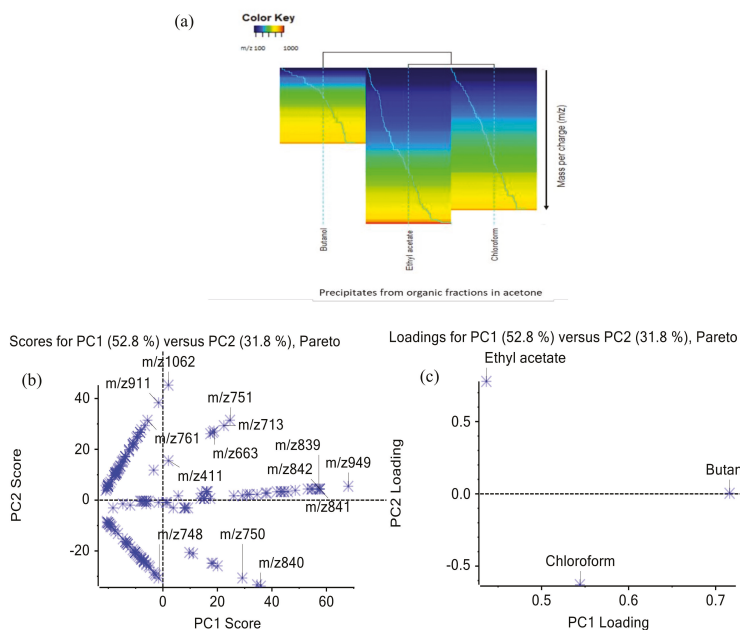 (a)
Color Key
m/z 100 1000
Mass per charge (m/z)
Butanol
Ethyl acetate
Chloroform
Precipitates from organic fractions in acetone
Scores for PC1 (52.8 %) versus PC2 (31.8 %), Pareto
(b)
m/z1062
m/z911
m/z751
m/z713
m/z761
m/z663
m/z839
m/z411
m/z842
m/z949
m/z841
m/z748
m/z750
m/z840
PC2 Score
40
20
0
-20
0 20 40 60
PC1 Score
Loadings for PC1 (52.8 %) versus PC2 (31.8 %), Pareto
(c)
Ethyl acetate
Butar
Chloroform
PC2 Loading
0.5
0.0
-0.5
0.5 0.6 0.7
PC1 Loading